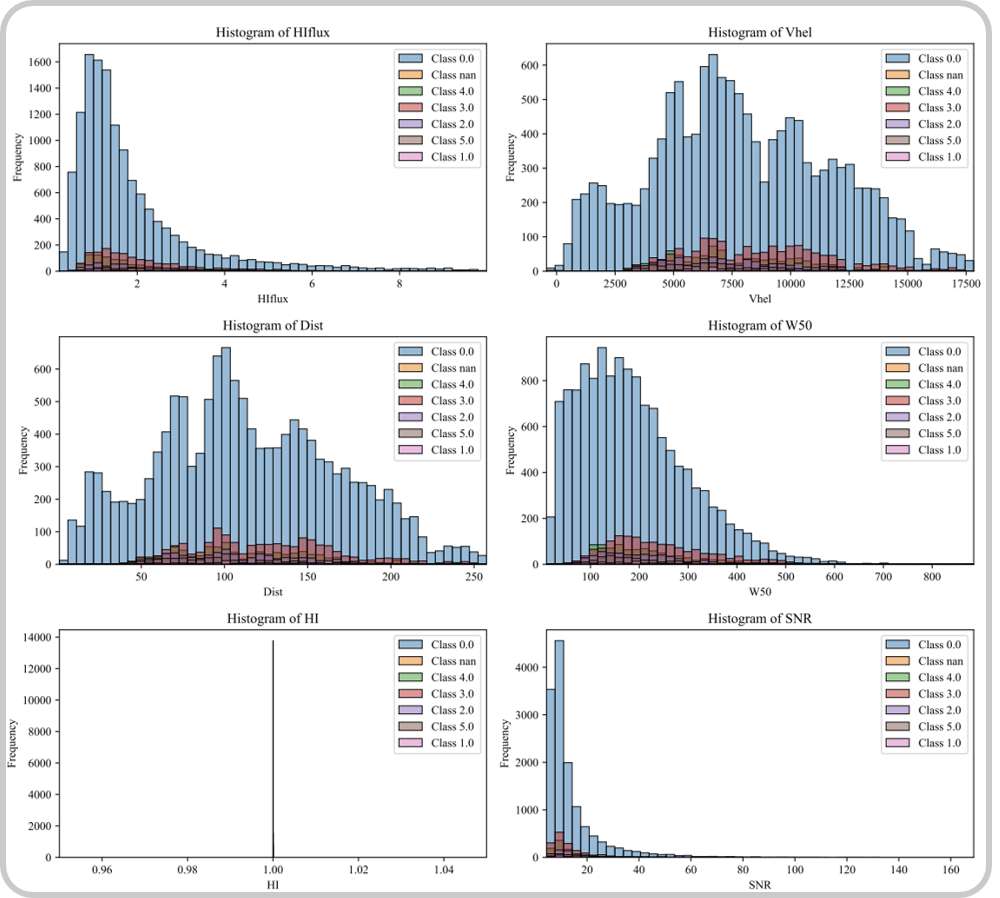 Histogram of HIflux
1600
1400
1200
1000
800
600
400
200
0
Frequency
2
4
6
8
HIflux
Class 0.0
Class nan
Class 4.0
Class 3.0
Class 2.0
Class 5.0
Class 1.0
Histogram of Vhel
600
500
400
300
200
100
0
Frequency
0
2500
5000
7500
10000
12500
15000
17500
Vhel
Class 0.0
Class nan
Class 4.0
Class 3.0
Class 2.0
Class 5.0
Class 1.0
Histogram of Dist
600
500
400
300
200
100
0
Frequency
50
100
150
200
250
Dist
Class 0.0
Class nan
Class 4.0
Class 3.0
Class 2.0
Class 5.0
Class 1.0
Histogram of W50
800
600
400
200
0
Frequency
100
200
300
400
500
600
700
800
W50
Class 0.0
Class nan
Class 4.0
Class 3.0
Class 2.0
Class 5.0
Class 1.0
Histogram of HI
14000
12000
10000
8000
6000
4000
2000
0
Frequency
0.96
0.98
1.00
1.02
1.04
HI
Class 0.0
Class nan
Class 4.0
Class 3.0
Class 2.0
Class 5.0
Class 1.0
Histogram of SNR
4000
3000
2000
1000
0
Frequency
20
40
60
80
100
120
140
160
SNR
Class 0.0
Class nan
Class 4.0
Class 3.0
Class 2.0
Class 5.0
Class 1.0